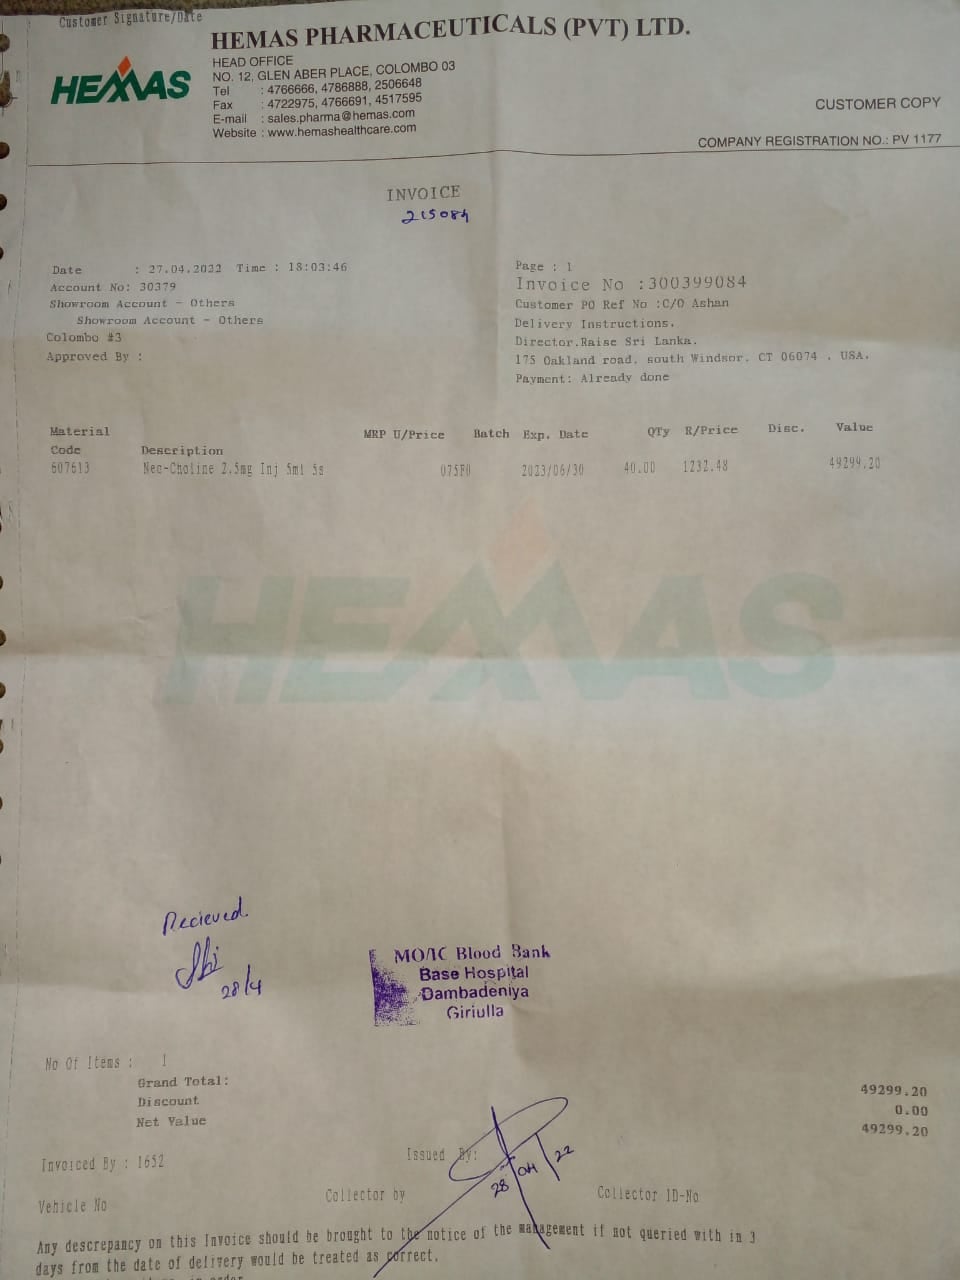 Customer Signature/Date
HEMAS PHARMACEUTICALS (PVT) LTD.
HEMAS
HEAD OFFICE
NO. 12, GLEN ABER PLACE, COLOMBO 03
Tel : 4766666, 4786888, 2506648
Fax : 4722975, 4766691, 4517595
E-mail : sales.pharma@hemas.com
Website : www.hemashealthcare.com
CUSTOMER COPY
COMPANY REGISTRATION NO.: PV 1177
INVOICE
215084
Date : 27.04.2022 Time : 18:03:46
Account No: 30379
Showroom Account - Others
Showroom Account - Others
Colombo #3
Approved By :
Page : 1
Invoice No :300399084
Customer PO Ref No :C/O Ashan
Delivery Instructions.
Director.Raise Sri Lanka.
175 Oakland road. south Windsor. CT 06074 . USA.
Payment: Already done
Material Code Description MRP U/Price Batch Exp. Date QTy R/Price Disc. Value
607613 Neo-Choline 2.5mg Inj 5ml 5s 075F0 2023/06/30 40.00 1232.48 49299.20
HEMAS
Recieved.
28/4
MO/IC Blood Bank
Base Hospital
Dambadeniya
Giriulla
No Of Items : 1
Grand Total: 49299.20
Discount 0.00
Net Value 49299.20
Invoiced By : 1652
Issued By:
28/04/22
Vehicle No
Collector by
Collector ID-No
Any descrepancy on this Invoice should be brought to the notice of the management if not queried with in 3
days from the date of delivery would be treated as correct.